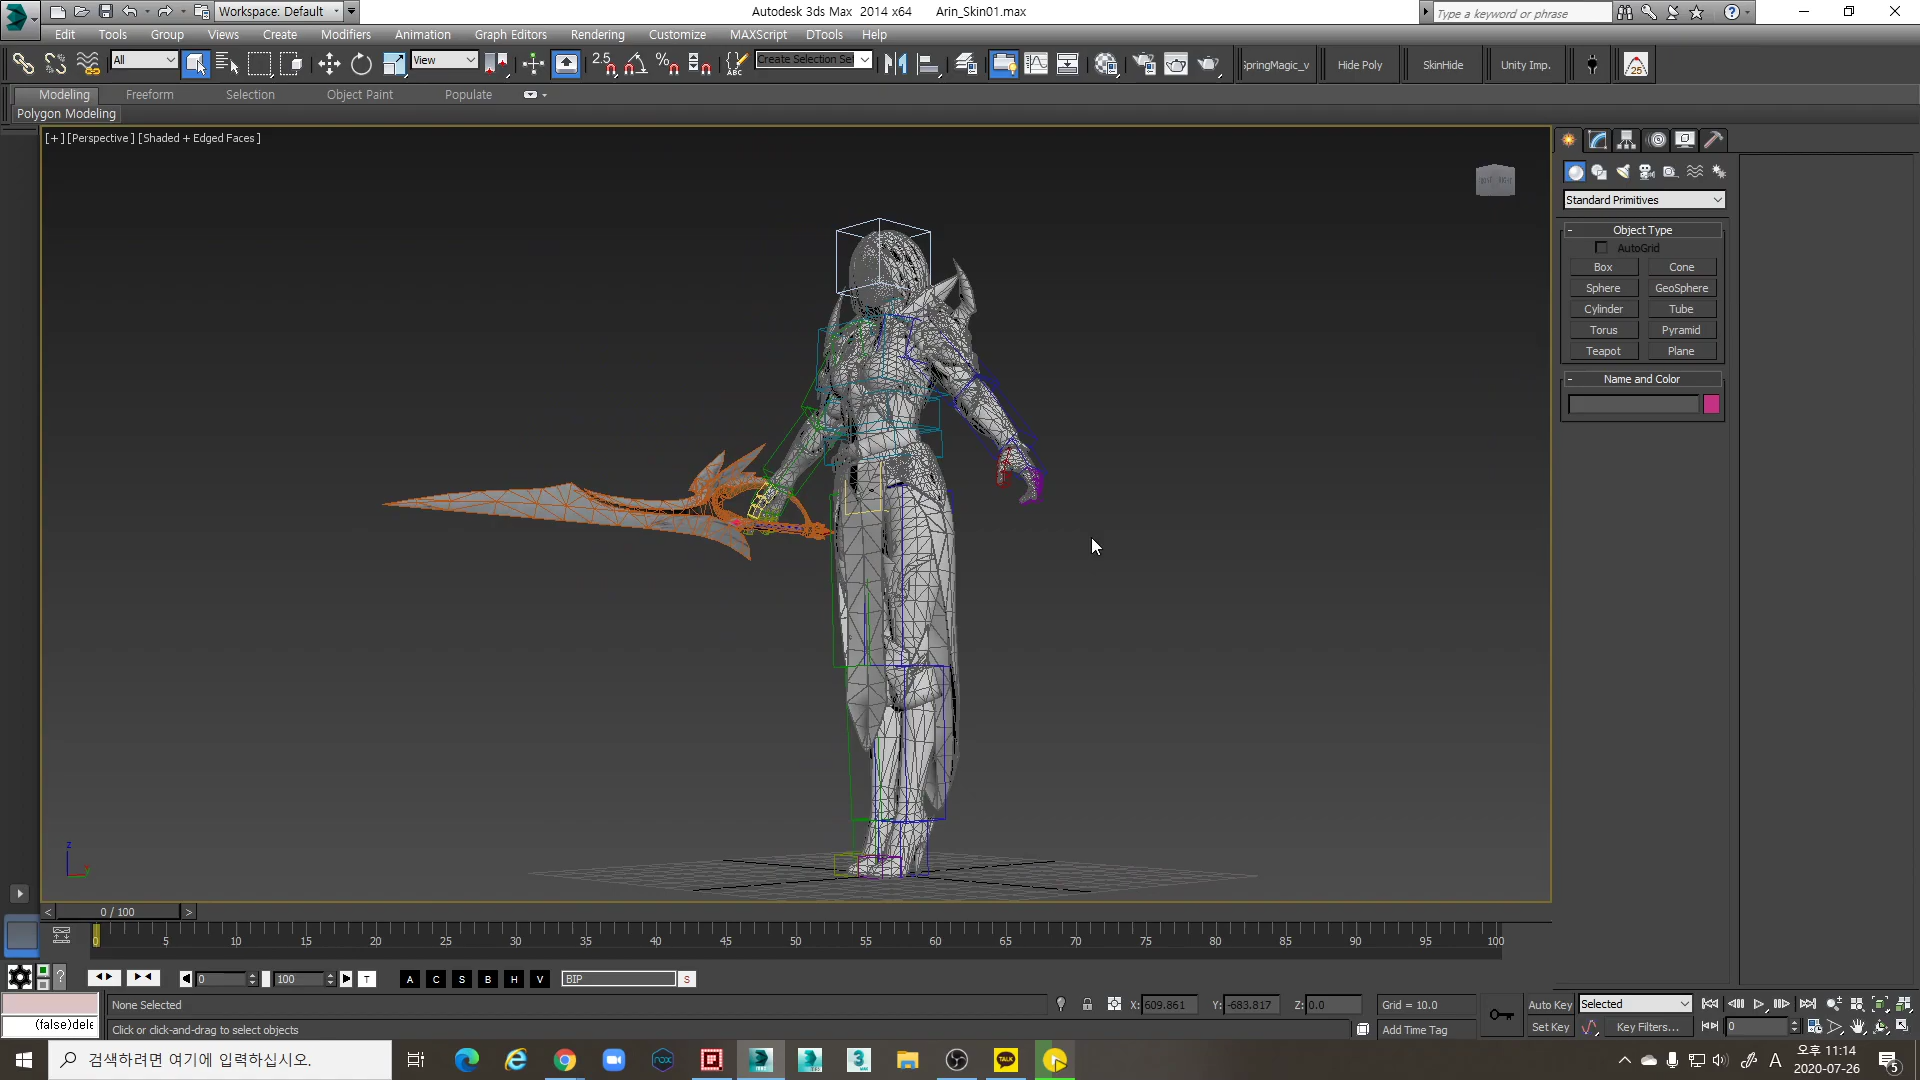 Workspace: Default
Autodesk 3ds Max 2014 x64 Arin_Skin01.max
Type a keyword or phrase
Edit Tools Group Views Create Modifiers Animation Graph Editors Rendering Customize MAXScript DTools Help
All
View
2.5
Create Selection Se
SpringMagic_v
Hide Poly
SkinHide
Unity Imp.
25
Modeling Freeform Selection Object Paint Populate
Polygon Modeling
[+] [Perspective] [Shaded + Edged Faces]
Standard Primitives
- Object Type
AutoGrid
Box Cone
Sphere GeoSphere
Cylinder Tube
Torus Pyramid
Teapot Plane
- Name and Color
z
< 0 / 100 >
0 5 10 15 20 25 30 35 40 45 50 55 60 65 70 75 80 85 90 95 100
? 0 100 T A C S B H V BIP S
None Selected
X: 609.861 Y: -683.817 Z: 0.0 Grid = 10.0
Auto Key Selected
(false)dele
Click or click-and-drag to select objects
Add Time Tag
Set Key Key Filters... 0
검색하려면 여기에 입력하십시오.
TALK
A
오후 11:14
2020-07-26
5